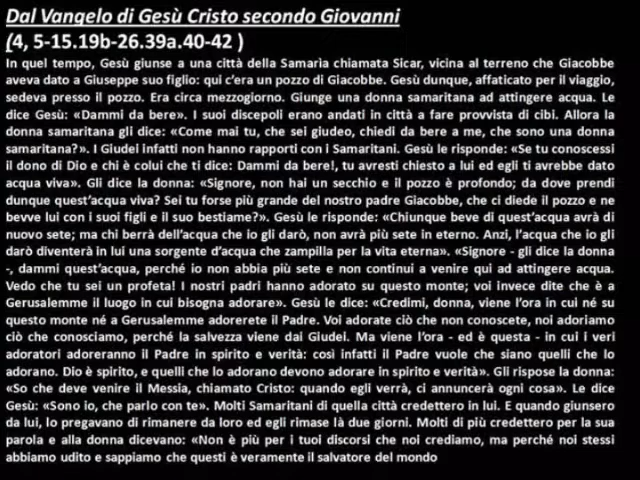 Dal Vangelo di Gesù Cristo secondo Giovanni
(4, 5-15.19b-26.39a.40-42 )
In quel tempo, Gesù giunse a una città della Samarìa chiamata Sicar, vicina al terreno che Giacobbe
aveva dato a Giuseppe suo figlio: qui c'era un pozzo di Giacobbe. Gesù dunque, affaticato per il viaggio,
sedeva presso il pozzo. Era circa mezzogiorno. Giunge una donna samaritana ad attingere acqua. Le
dice Gesù: «Dammi da bere». I suoi discepoli erano andati in città a fare provvista di cibi. Allora la
donna samaritana gli dice: «Come mai tu, che sei giudeo, chiedi da bere a me, che sono una donna
samaritana?». I Giudei infatti non hanno rapporti con i Samaritani. Gesù le risponde: «Se tu conoscessi
il dono di Dio e chi è colui che ti dice: Dammi da bere!, tu avresti chiesto a lui ed egli ti avrebbe dato
acqua viva». Gli dice la donna: «Signore, non hai un secchio e il pozzo è profondo; da dove prendi
dunque quest'acqua viva? Sei tu forse più grande del nostro padre Giacobbe, che ci diede il pozzo e ne
bevve lui con i suoi figli e il suo bestiame?». Gesù le risponde: «Chiunque beve di quest'acqua avrà di
nuovo sete; ma chi berrà dell'acqua che io gli darò, non avrà più sete in eterno. Anzi, l'acqua che io gli
darò diventerà in lui una sorgente d'acqua che zampilla per la vita eterna». «Signore - gli dice la donna
-, dammi quest'acqua, perché io non abbia più sete e non continui a venire qui ad attingere acqua.
Vedo che tu sei un profeta! I nostri padri hanno adorato su questo monte; voi invece dite che è a
Gerusalemme il luogo in cui bisogna adorare». Gesù le dice: «Credimi, donna, viene l'ora in cui né su
questo monte né a Gerusalemme adorerete il Padre. Voi adorate ciò che non conoscete, noi adoriamo
ciò che conosciamo, perché la salvezza viene dai Giudei. Ma viene l'ora - ed è questa - in cui i veri
adoratori adoreranno il Padre in spirito e verità: così infatti il Padre vuole che siano quelli che lo
adorano. Dio è spirito, e quelli che lo adorano devono adorare in spirito e verità». Gli rispose la donna:
«So che deve venire il Messia, chiamato Cristo: quando egli verrà, ci annuncerà ogni cosa». Le dice
Gesù: «Sono io, che parlo con te». Molti Samaritani di quella città credettero in lui. E quando giunsero
da lui, lo pregavano di rimanere da loro ed egli rimase là due giorni. Molti di più credettero per la sua
parola e alla donna dicevano: «Non è più per i tuoi discorsi che noi crediamo, ma perché noi stessi
abbiamo udito e sappiamo che questi è veramente il salvatore del mondo